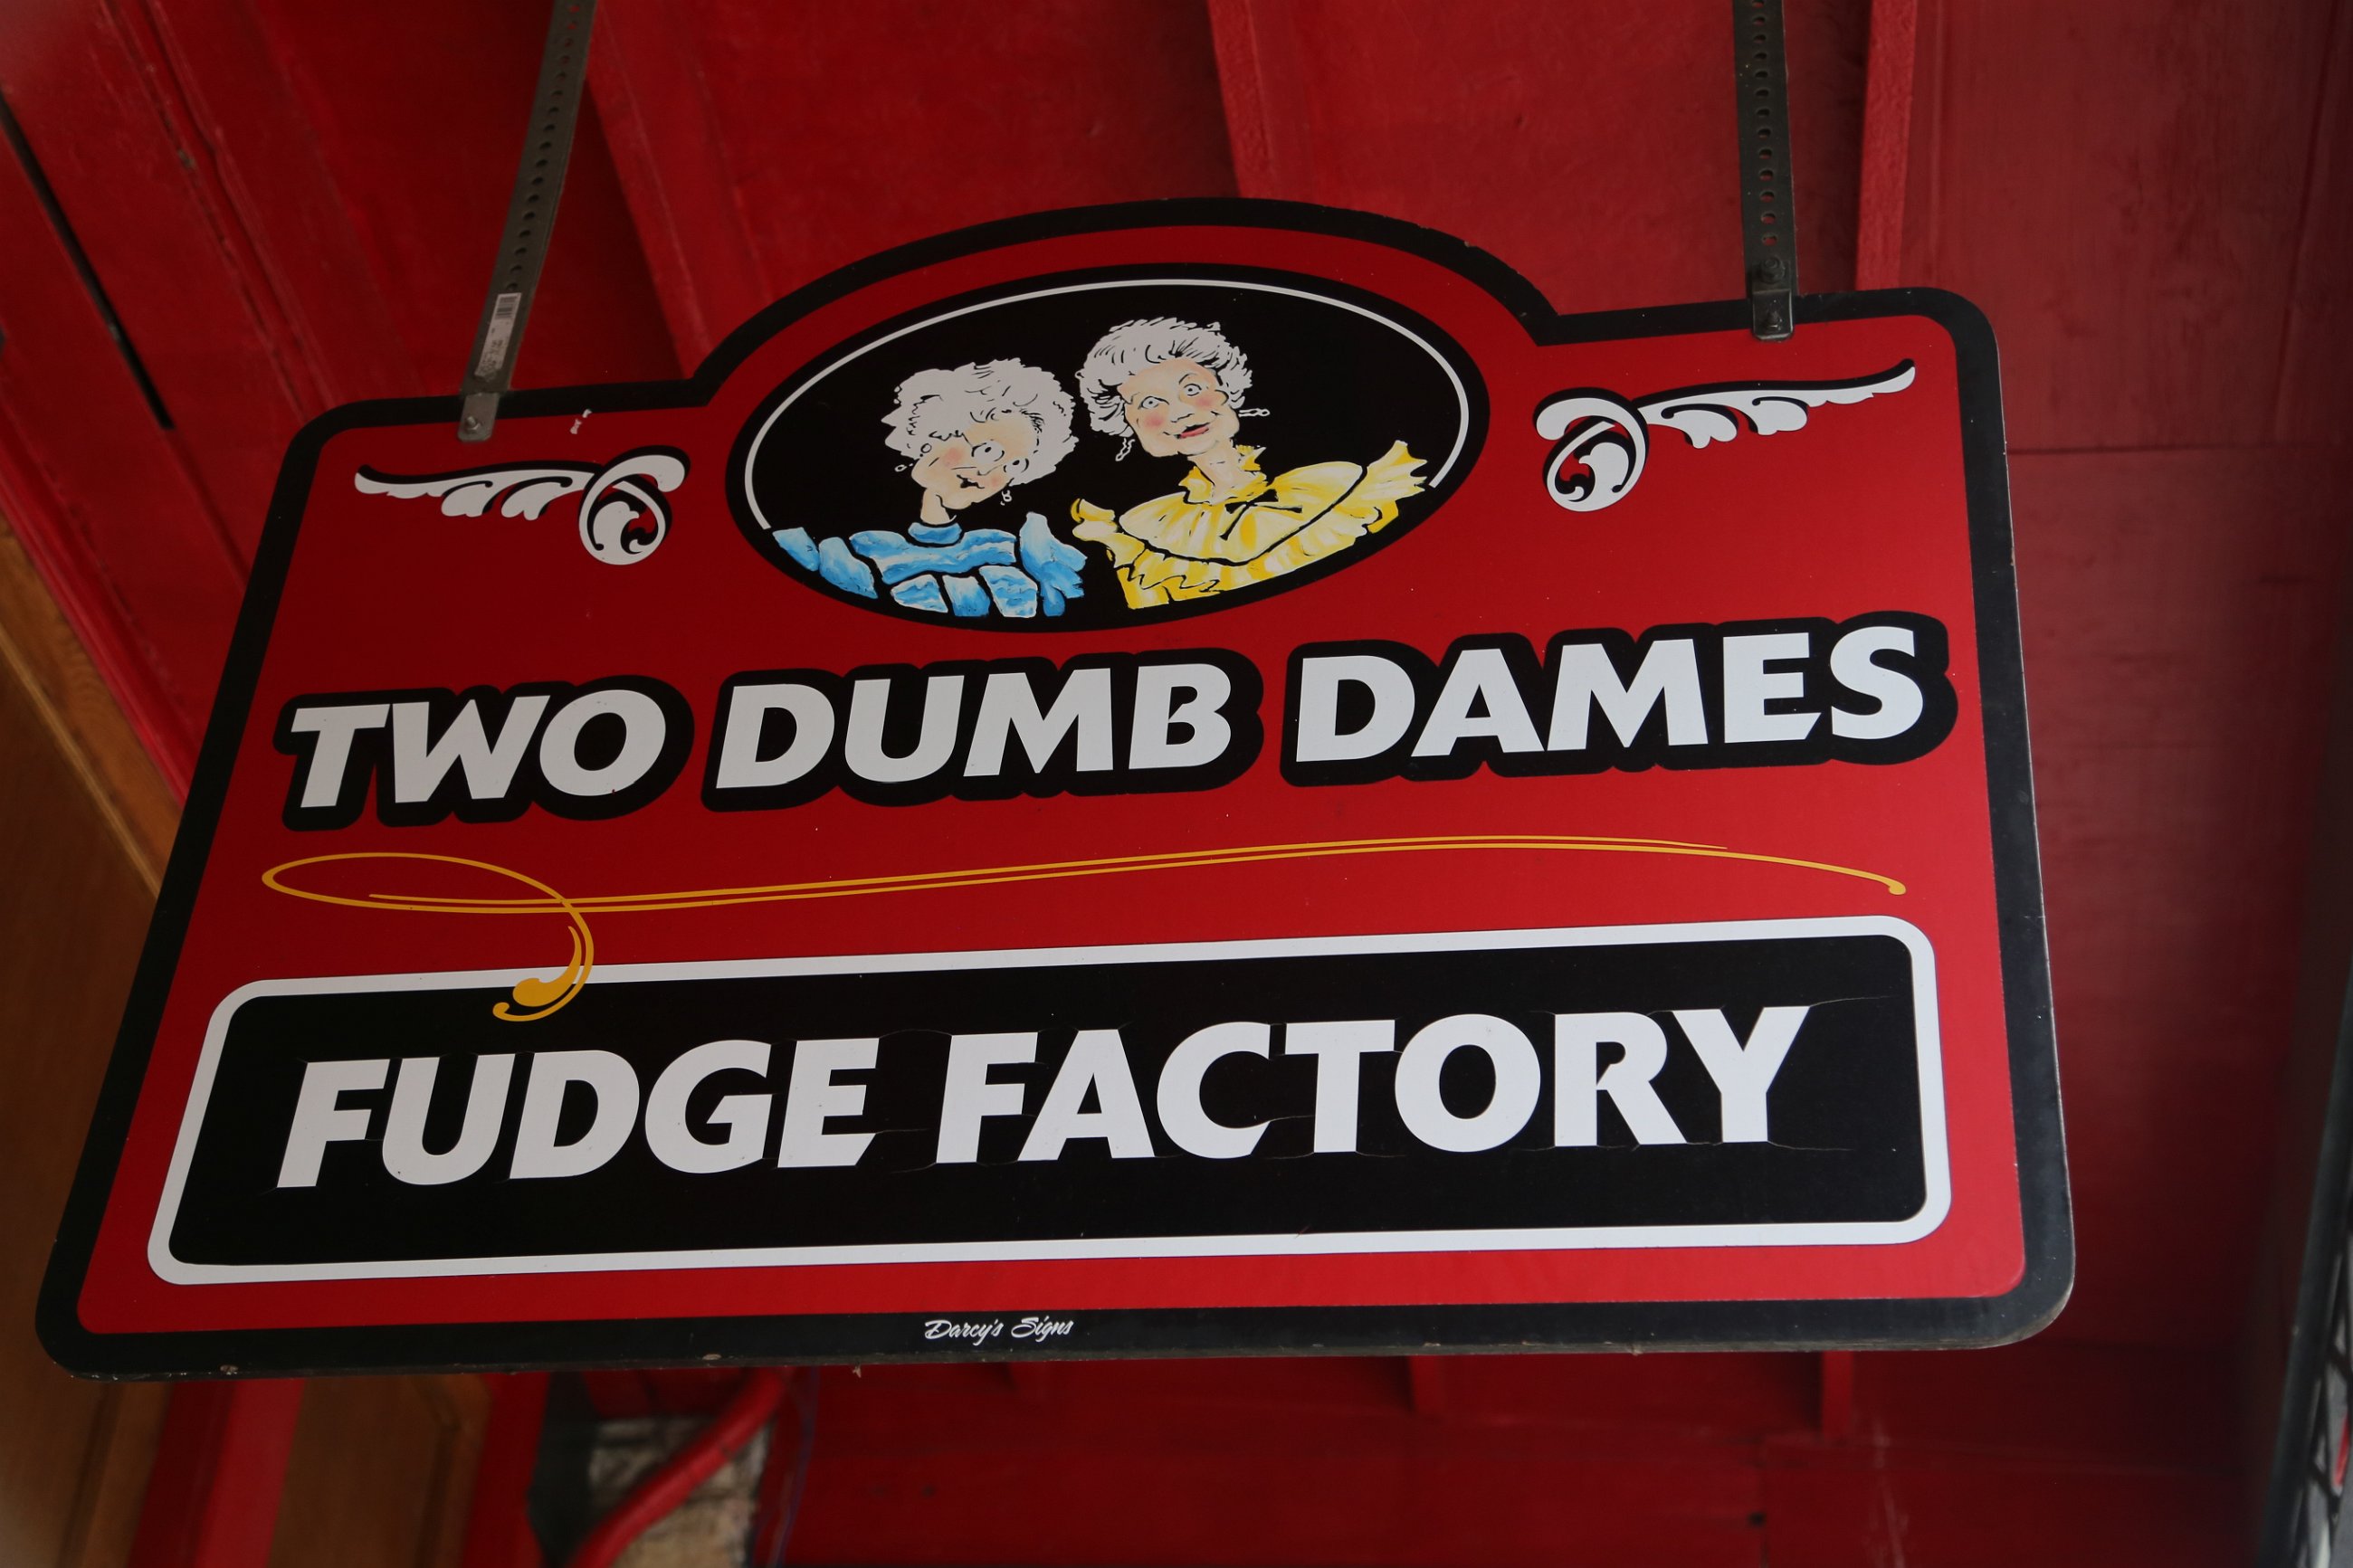 TWO DUMB DAMES
FUDGE FACTORY
Darcy's Signs